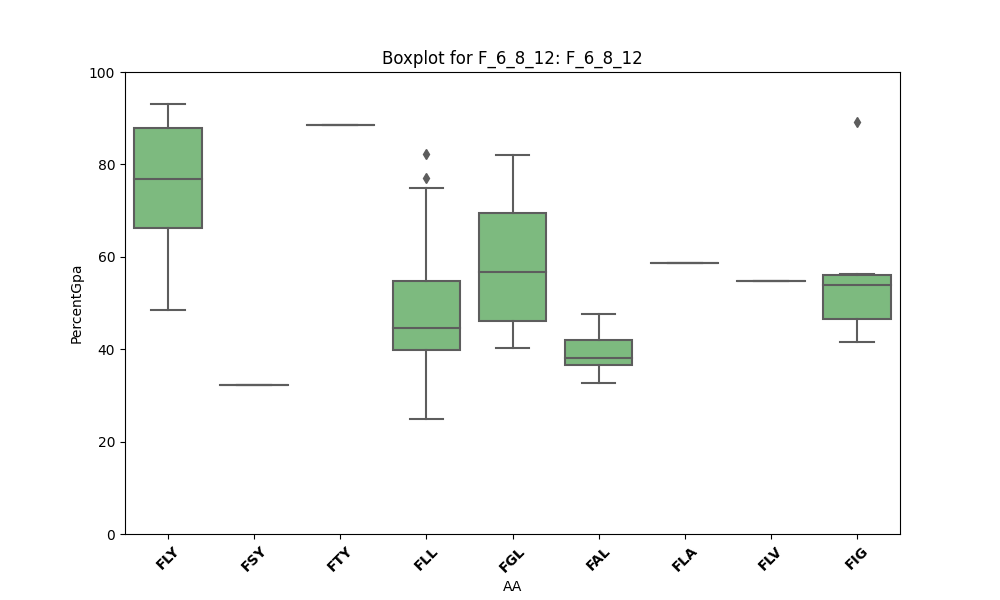 Boxplot for F_6_8_12: F_6_8_12
100
80
60
40
20
0
PercentGpa
FLY
FSY
FTY
FLL
FGL
FAL
FLA
FLV
FIG
AA